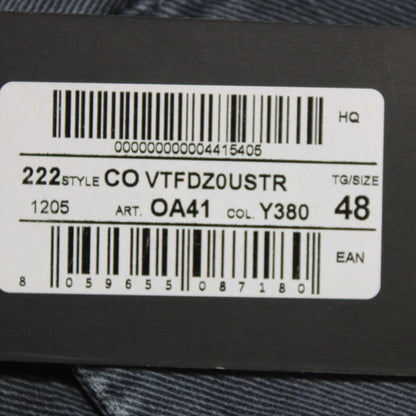 HQ
000000000004415405
222 STYLE CO VTFDZ0USTR TG/SIZE
1205 ART. OA41 COL. Y380 48
EAN
8 059655 087180